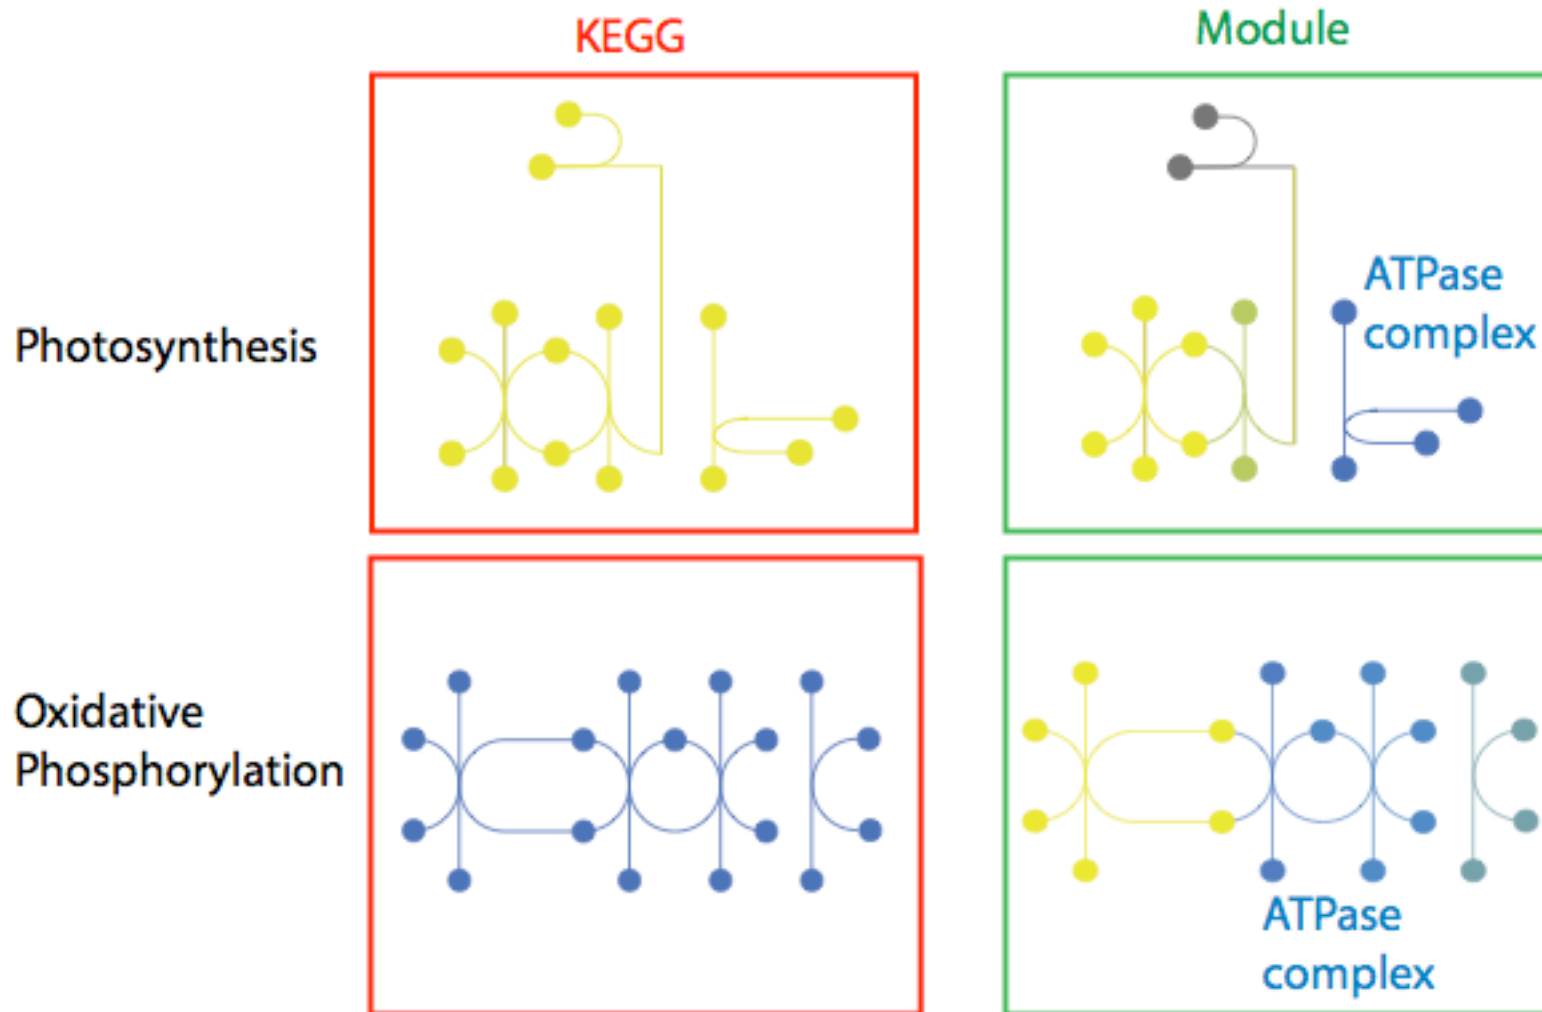 KEGG
Module
Photosynthesis
ATPase
complex
Oxidative
Phosphorylation
ATPase
complex